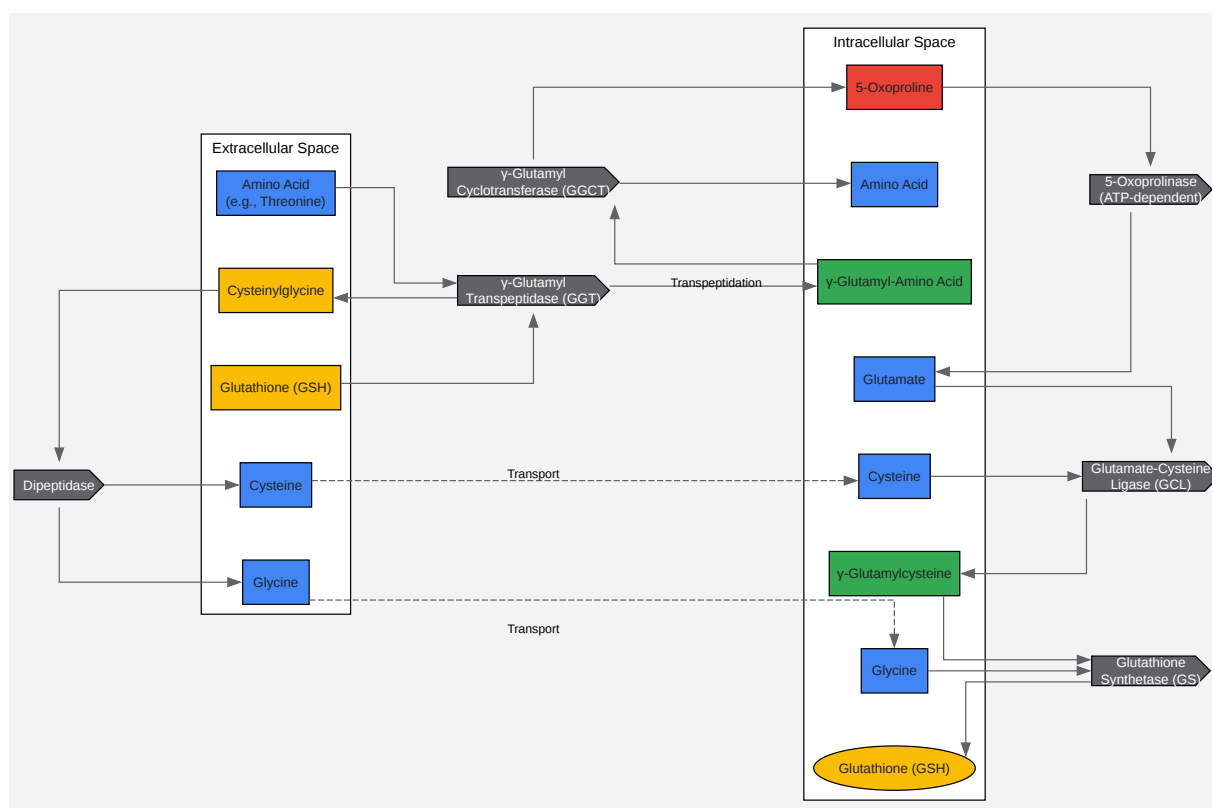 Intracellular Space
5-Oxoproline
Extracellular Space
γ-Glutamyl
Cyclotransferase (GGCT)
Amino Acid
(e.g., Threonine)
Amino Acid
5-Oxoprolinase
(ATP-dependent)
Cysteinylglycine
γ-Glutamyl
Transpeptidase (GGT)
Transpeptidation
γ-Glutamyl-Amino Acid
Glutathione (GSH)
Glutamate
Dipeptidase
Cysteine
Transport
Cysteine
Glutamate-Cysteine
Ligase (GCL)
Glycine
γ-Glutamylcysteine
Transport
Glycine
Glutathione
Synthetase (GS)
Glutathione (GSH)